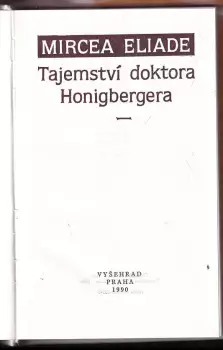 MIRCEA ELIADE
Tajemství doktora
Honigbergera
VYŠEHRAD
PRAHA
1990